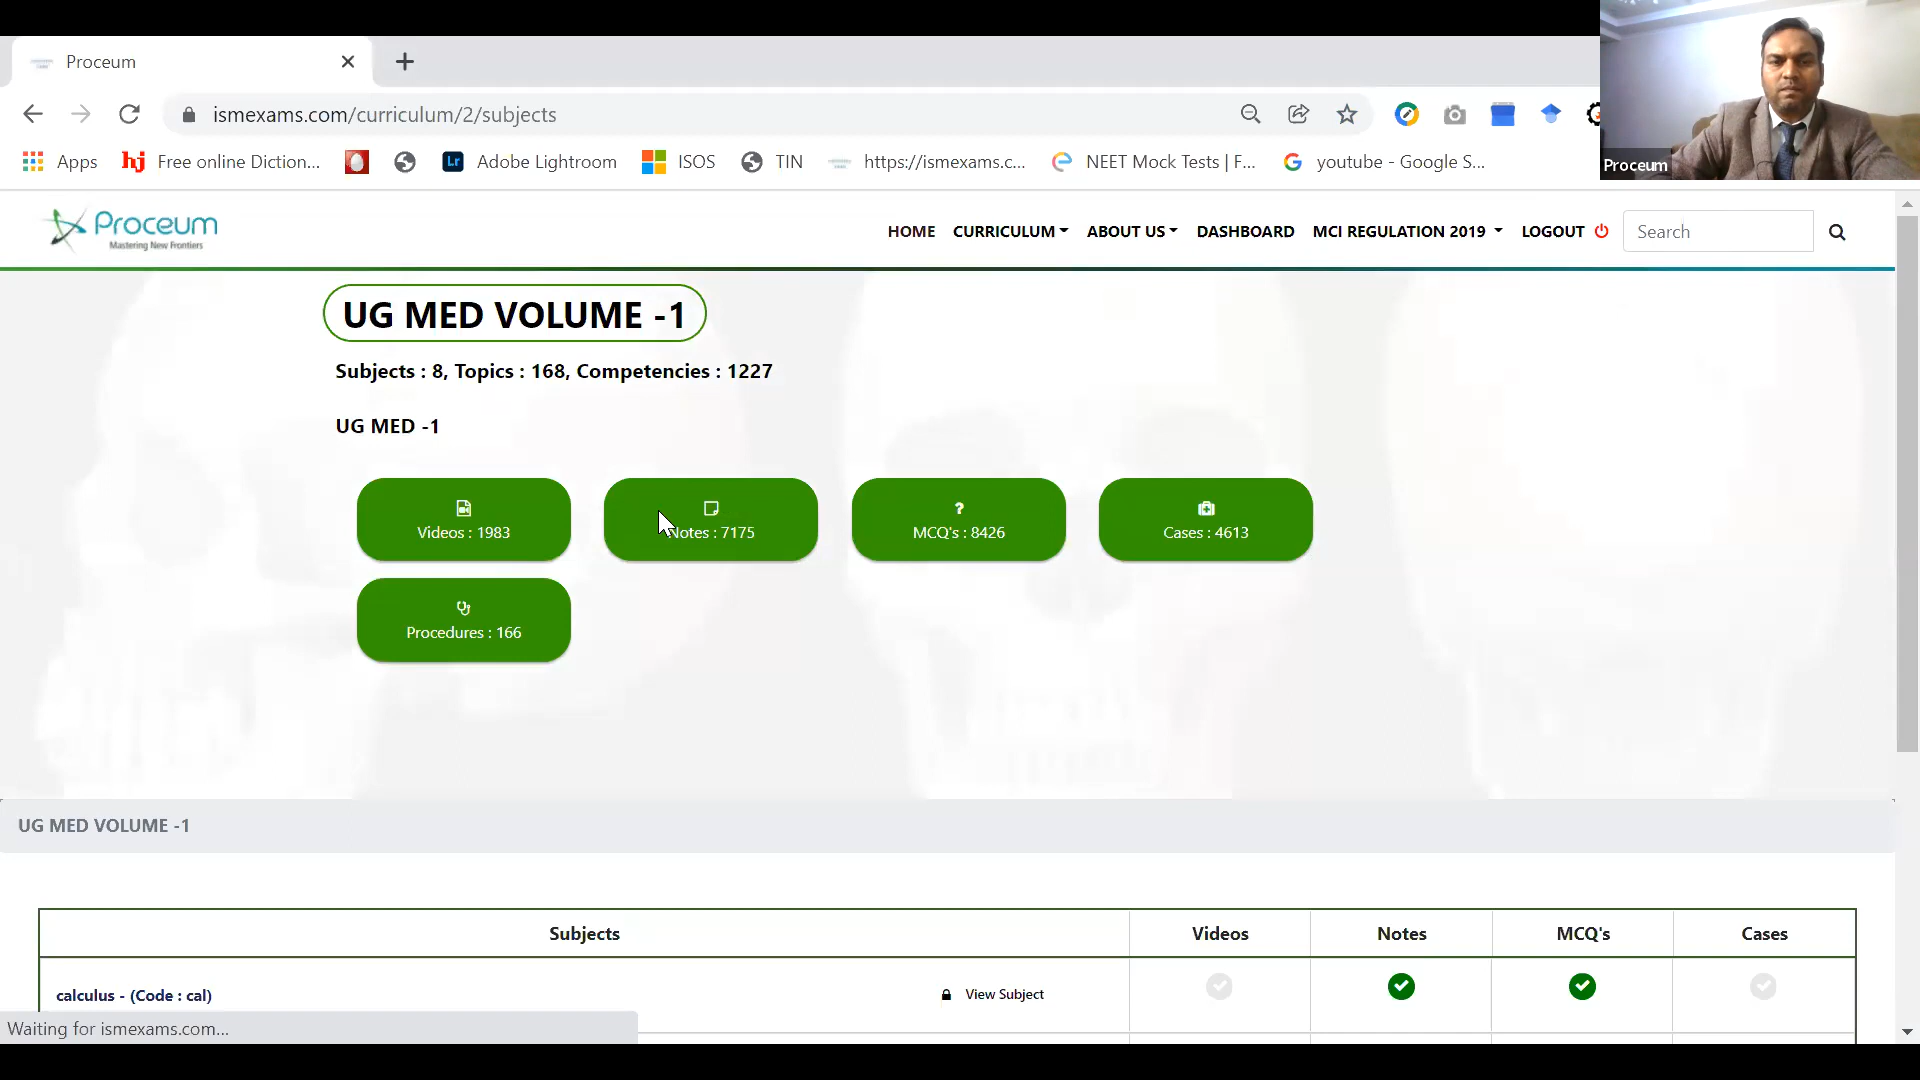 Proceum
ismexams.com/curriculum/2/subjects
Apps
hj Free online Diction...
Lr Adobe Lightroom
ISOS
TIN
https://ismexams.c...
NEET Mock Tests | F...
youtube - Google S...
Proceum
Proceum
Mastering New Frontiers
HOME CURRICULUM ABOUT US DASHBOARD MCI REGULATION 2019 LOGOUT Search
UG MED VOLUME -1
Subjects : 8, Topics : 168, Competencies : 1227
UG MED -1
Videos : 1983
Notes : 7175
MCQ's : 8426
Cases : 4613
Procedures : 166
UG MED VOLUME -1
Subjects Videos Notes MCQ's Cases
calculus - (Code : cal) View Subject
Waiting for ismexams.com...